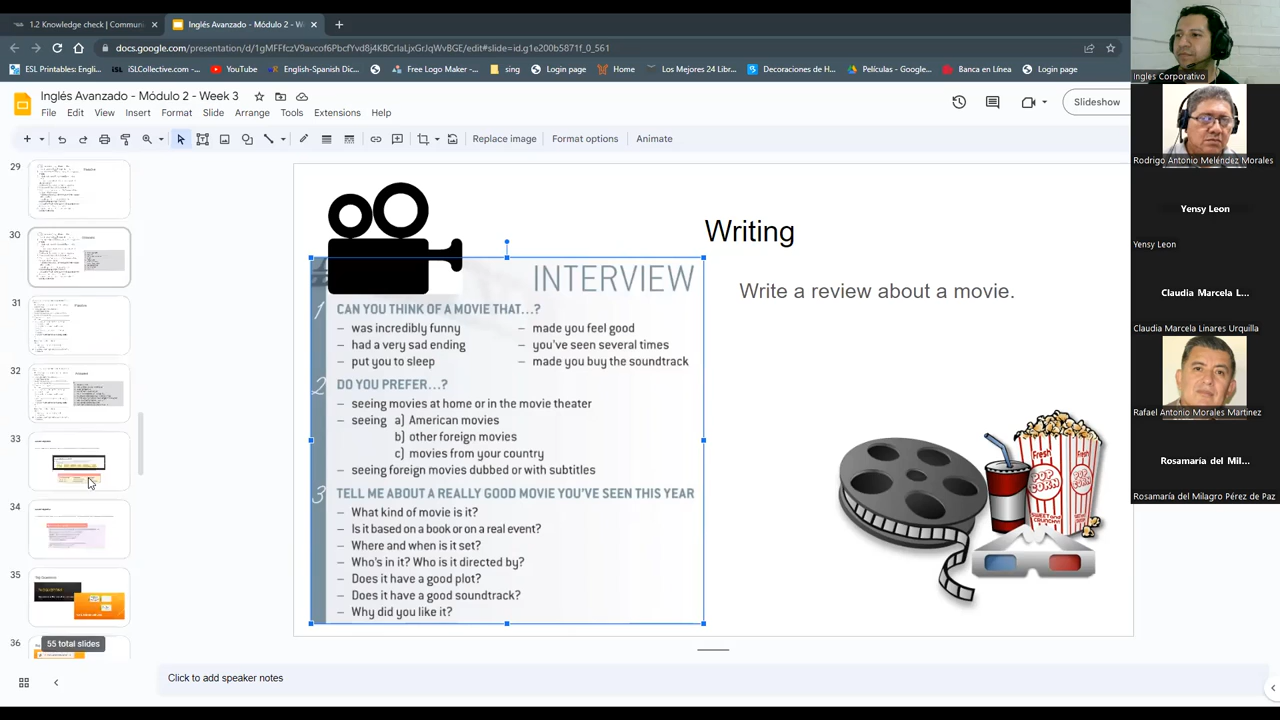 1.2 Knowledge check | Commun
Inglés Avanzado - Módulo 2 - We
docs.google.com/presentation/d/1gMFFfczV9avcof6PbcfYvd8j4KBCrlaLjxGrJqWvBGE/edit#slide=id.g1e200b5871f_0_561
ESL Printables: Engli...
iSLCollective.com -...
YouTube
English-Spanish Dic...
Free Logo Maker -...
sing
Login page
Home
Los Mejores 24 Libr...
Decoraciones de H...
Películas - Google...
Banca en Línea
Login page
Inglés Avanzado - Módulo 2 - Week 3
File Edit View Insert Format Slide Arrange Tools Extensions Help
Slideshow
Replace image
Format options
Animate
29
30
31
32
33
34
35
36
55 total slides
Writing
Write a review about a movie.
INTERVIEW
1 CAN YOU THINK OF A MOVIE THAT...?
– was incredibly funny – made you feel good
– had a very sad ending – you've seen several times
– put you to sleep – made you buy the soundtrack
2 DO YOU PREFER...?
– seeing movies at home or in the movie theater
– seeing a) American movies
b) other foreign movies
c) movies from your country
seeing foreign movies dubbed or with subtitles
3 TELL ME ABOUT A REALLY GOOD MOVIE YOU'VE SEEN THIS YEAR
– What kind of movie is it?
– Is it based on a book or on a real event?
– Where and when is it set?
– Who's in it? Who is it directed by?
– Does it have a good plot?
– Does it have a good soundtrack?
– Why did you like it?
Fresh
POP CORN
SWEET and CRUNCHY
Click to add speaker notes
Ingles Corporativo
Rodrigo Antonio Meléndez Morales
Yensy Leon
Yensy Leon
Claudia Marcela L...
Claudia Marcela Linares Urquilla
Rafael Antonio Morales Martinez
Rosamaría del Mil...
Rosamaría del Milagro Pérez de Paz